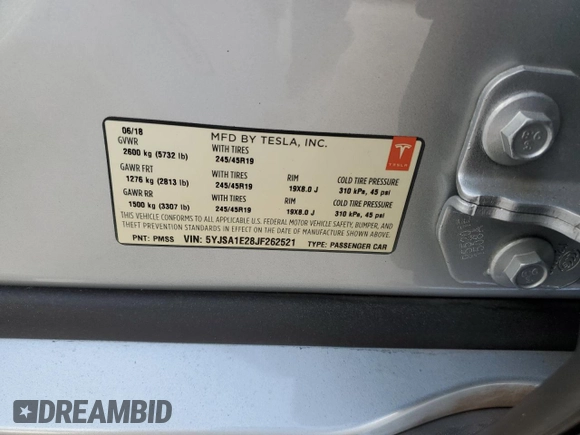 06/18 MFD BY TESLA, INC.
GVWR WITH TIRES
2600 kg (5732 lb) 245/45R19
GAWR FRT WITH TIRES RIM COLD TIRE PRESSURE
1276 kg (2813 lb) 245/45R19 19X8.0 J 310 kPa, 45 psi
GAWR RR WITH TIRES RIM COLD TIRE PRESSURE
1500 kg (3307 lb) 245/45R19 19X8.0 J 310 kPa, 45 psi
THIS VEHICLE CONFORMS TO ALL APPLICABLE U.S. FEDERAL MOTOR VEHICLE SAFETY, BUMPER, AND
THEFT PREVENTION STANDARDS IN EFFECT ON THE DATE OF MANUFACTURE SHOWN ABOVE.
PNT: PMSS VIN: 5YJSA1E28JF262521 TYPE: PASSENGER CAR
TESLA
DREAMBID